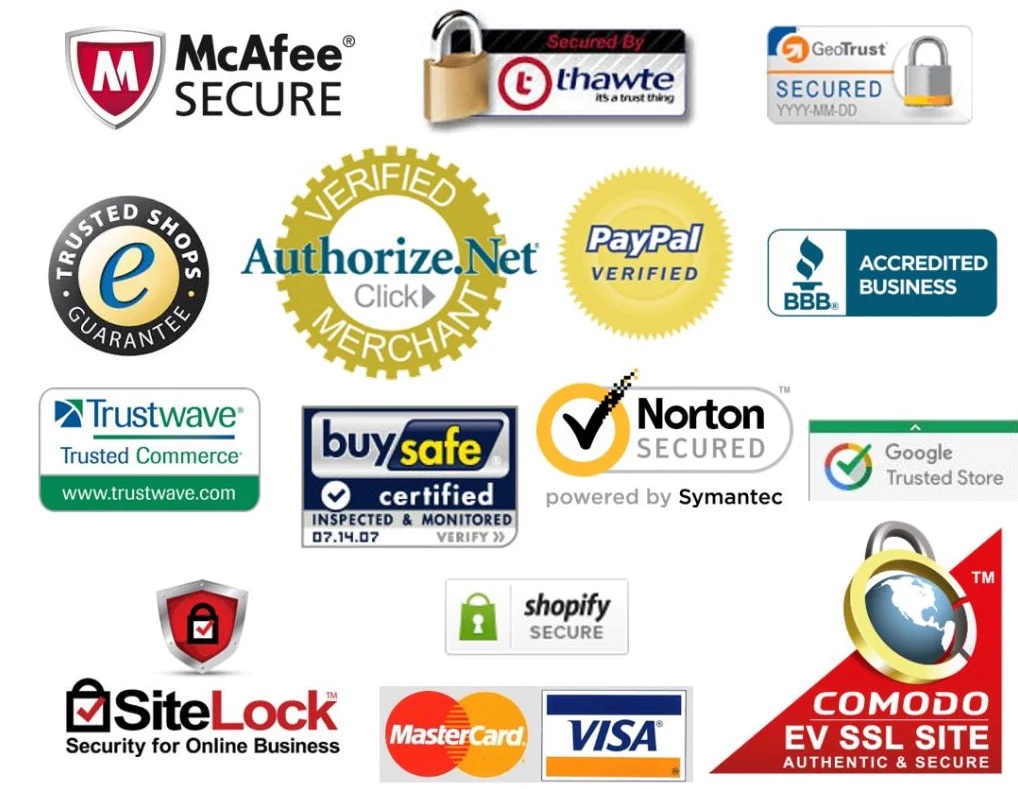 McAfee®
SECURE
Secured By
thawte
it's a trust thing
GeoTrust
SECURED
YYYY-MM-DD
TRUSTED SHOPS
e
GUARANTEE
VERIFIED
Authorize.Net
Click
MERCHANT
PayPal
VERIFIED
BBB®
ACCREDITED
BUSINESS
Trustwave®
Trusted Commerce
www.trustwave.com
buySafe
certified
INSPECTED & MONITORED
07.14.07 VERIFY »
Norton™
SECURED
powered by Symantec
Google
Trusted Store
SiteLock™
Security for Online Business
shopify
SECURE
MasterCard
VISA®
TM
COMODO
EV SSL SITE
AUTHENTIC & SECURE